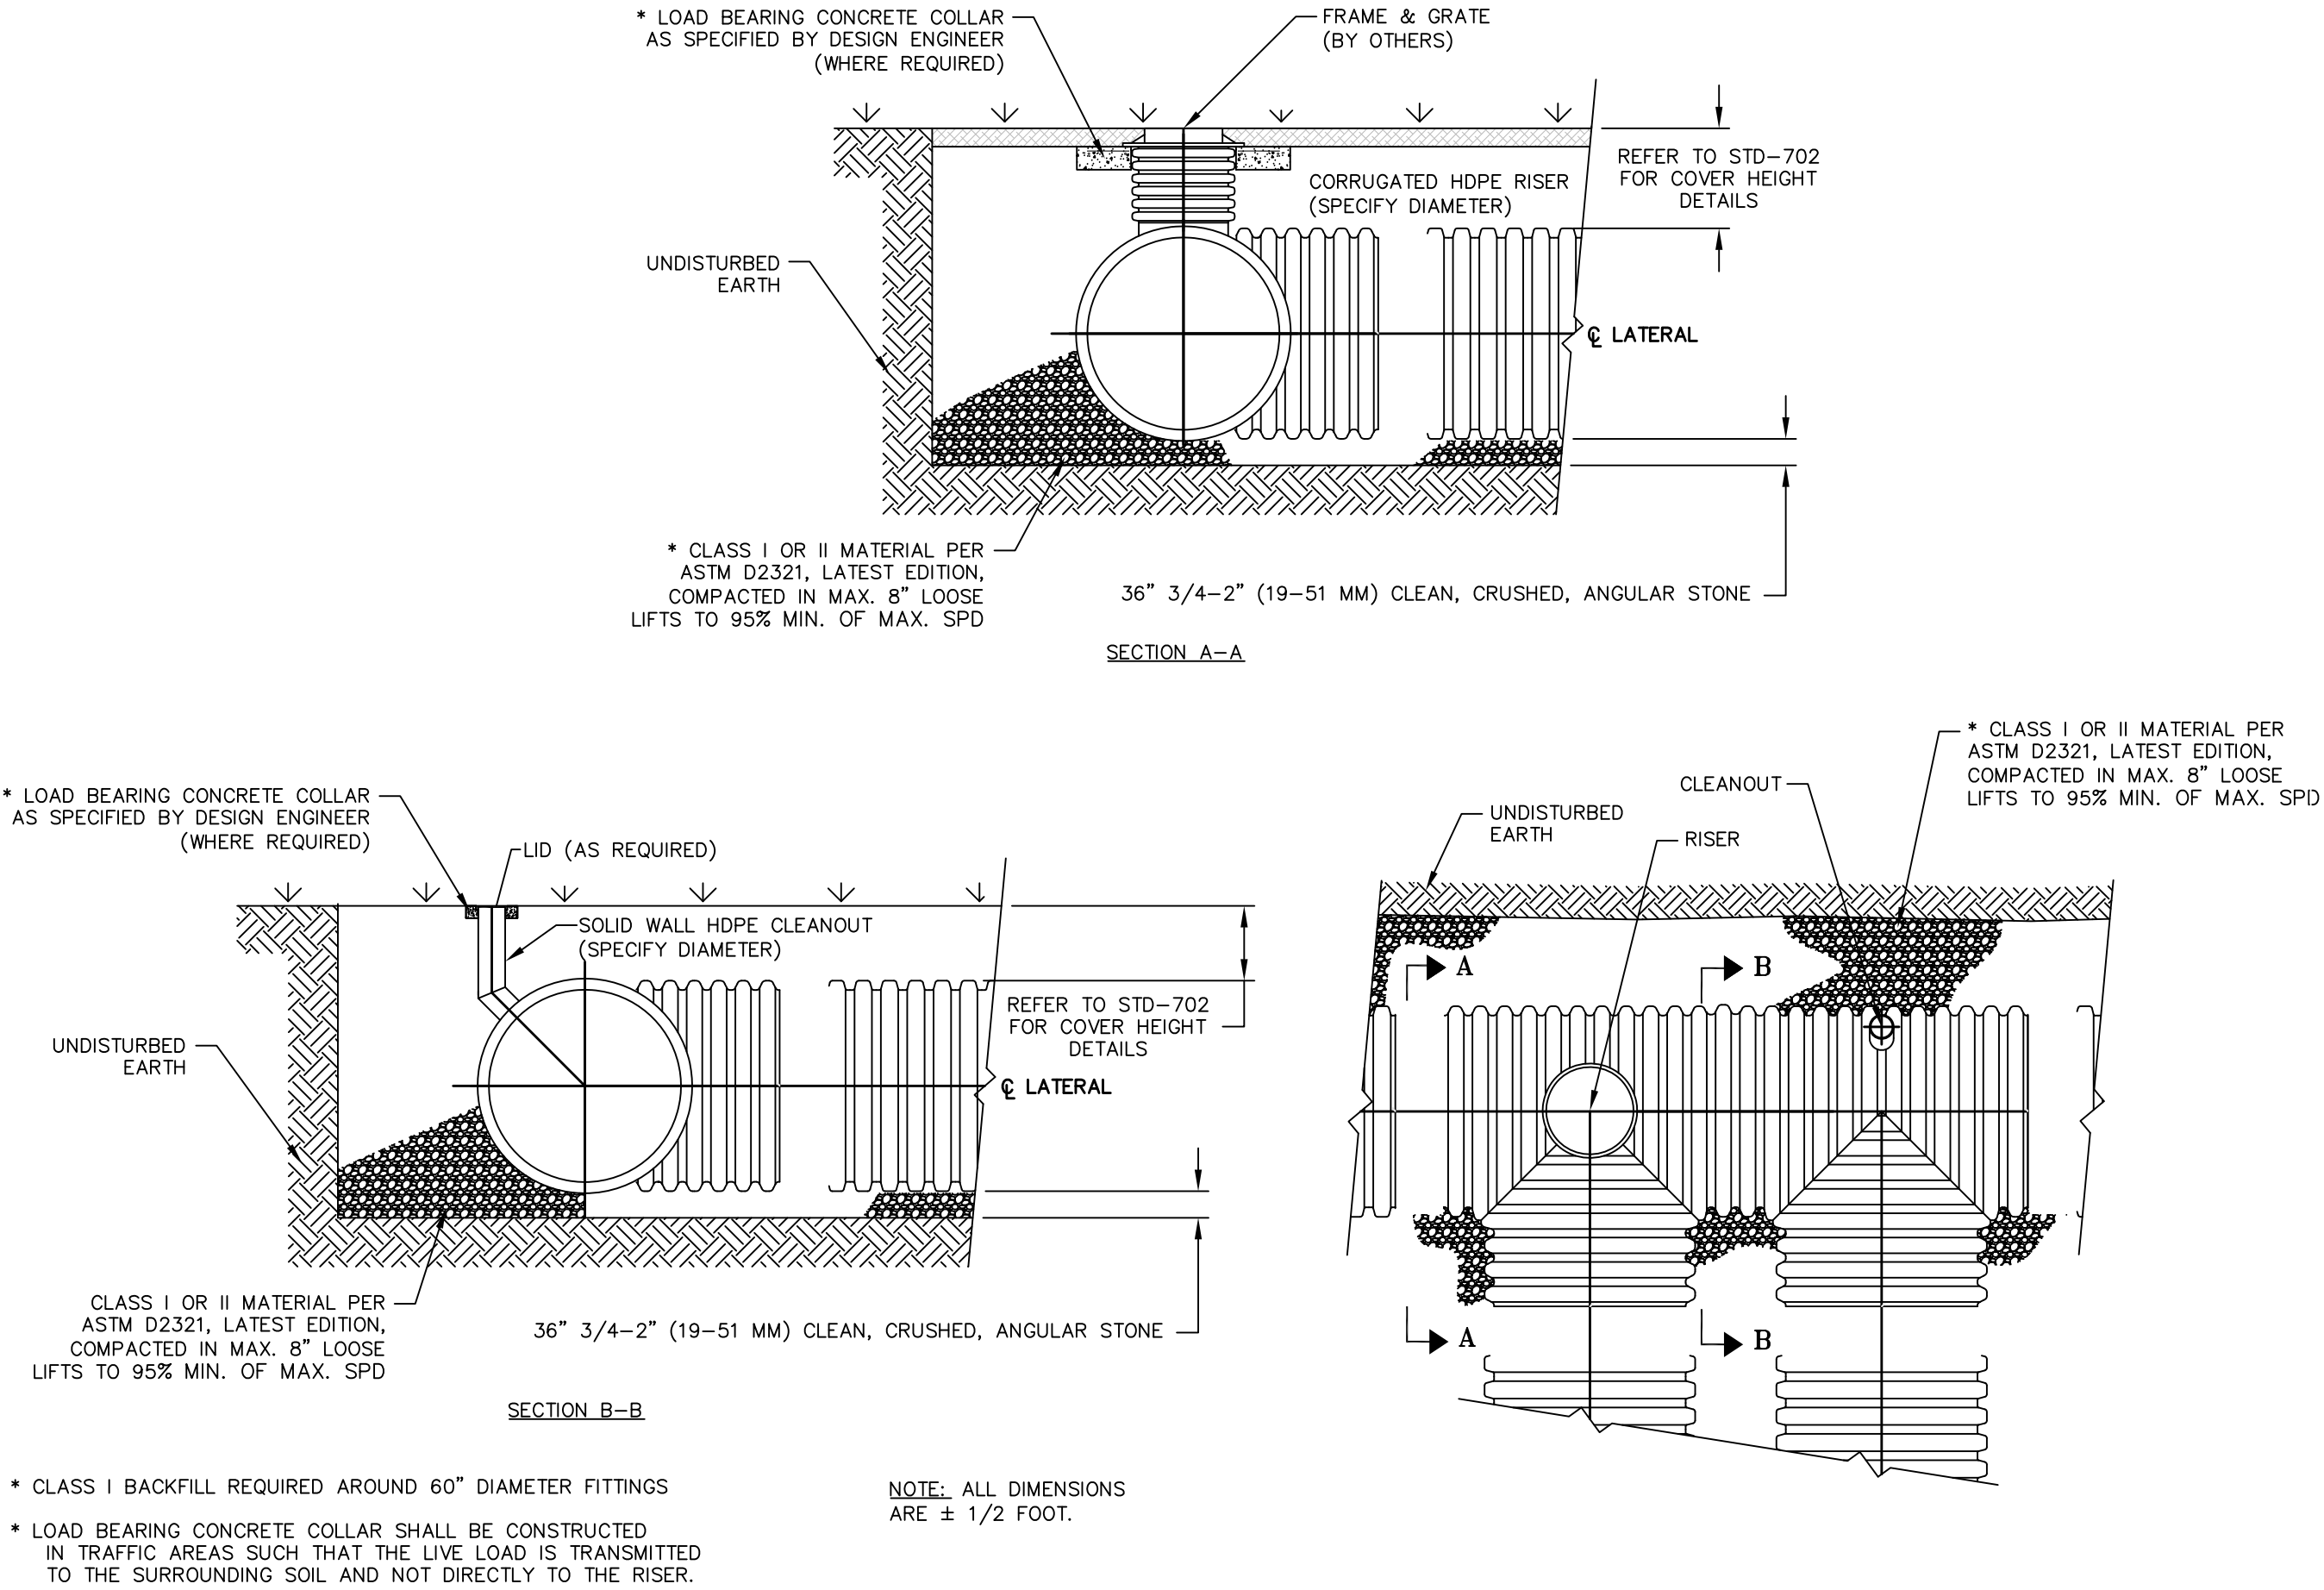 * LOAD BEARING CONCRETE COLLAR
AS SPECIFIED BY DESIGN ENGINEER
(WHERE REQUIRED)
FRAME & GRATE
(BY OTHERS)
REFER TO STD-702
FOR COVER HEIGHT
DETAILS
CORRUGATED HDPE RISER
(SPECIFY DIAMETER)
UNDISTURBED
EARTH
℄ LATERAL
* CLASS I OR II MATERIAL PER
ASTM D2321, LATEST EDITION,
COMPACTED IN MAX. 8" LOOSE
LIFTS TO 95% MIN. OF MAX. SPD
36" 3/4-2" (19-51 MM) CLEAN, CRUSHED, ANGULAR STONE
SECTION A-A
* LOAD BEARING CONCRETE COLLAR
AS SPECIFIED BY DESIGN ENGINEER
(WHERE REQUIRED)
LID (AS REQUIRED)
SOLID WALL HDPE CLEANOUT
(SPECIFY DIAMETER)
REFER TO STD-702
FOR COVER HEIGHT
DETAILS
UNDISTURBED
EARTH
℄ LATERAL
CLASS I OR II MATERIAL PER
ASTM D2321, LATEST EDITION,
COMPACTED IN MAX. 8" LOOSE
LIFTS TO 95% MIN. OF MAX. SPD
36" 3/4-2" (19-51 MM) CLEAN, CRUSHED, ANGULAR STONE
SECTION B-B
* CLASS I OR II MATERIAL PER
ASTM D2321, LATEST EDITION,
COMPACTED IN MAX. 8" LOOSE
LIFTS TO 95% MIN. OF MAX. SPD
CLEANOUT
UNDISTURBED
EARTH
RISER
A
B
A
B
* CLASS I BACKFILL REQUIRED AROUND 60" DIAMETER FITTINGS
* LOAD BEARING CONCRETE COLLAR SHALL BE CONSTRUCTED
IN TRAFFIC AREAS SUCH THAT THE LIVE LOAD IS TRANSMITTED
TO THE SURROUNDING SOIL AND NOT DIRECTLY TO THE RISER.
NOTE: ALL DIMENSIONS
ARE ± 1/2 FOOT.